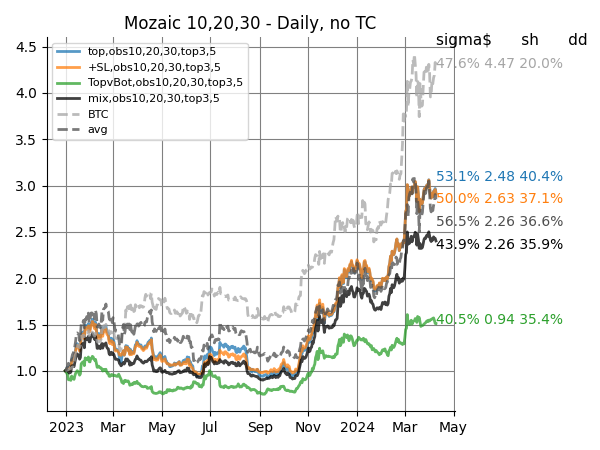 Mozaic 10,20,30 - Daily, no TC
sigma$ sh dd
top,obs10,20,30,top3,5
+SL,obs10,20,30,top3,5
TopvBot,obs10,20,30,top3,5
mix,obs10,20,30,top3,5
BTC
avg
47.6% 4.47 20.0%
53.1% 2.48 40.4%
50.0% 2.63 37.1%
56.5% 2.26 36.6%
43.9% 2.26 35.9%
40.5% 0.94 35.4%
4.5
4.0
3.5
3.0
2.5
2.0
1.5
1.0
2023 Mar May Jul Sep Nov 2024 Mar May